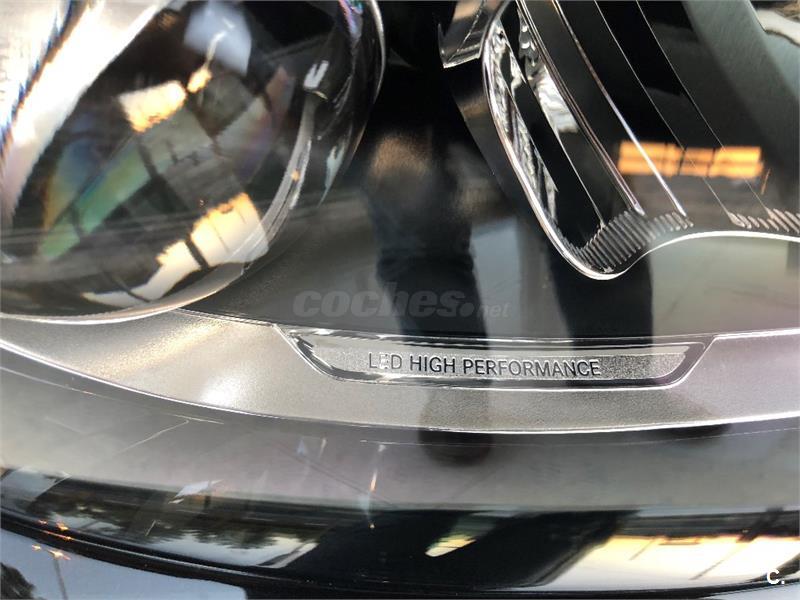 coches.net
LED HIGH PERFORMANCE
C.